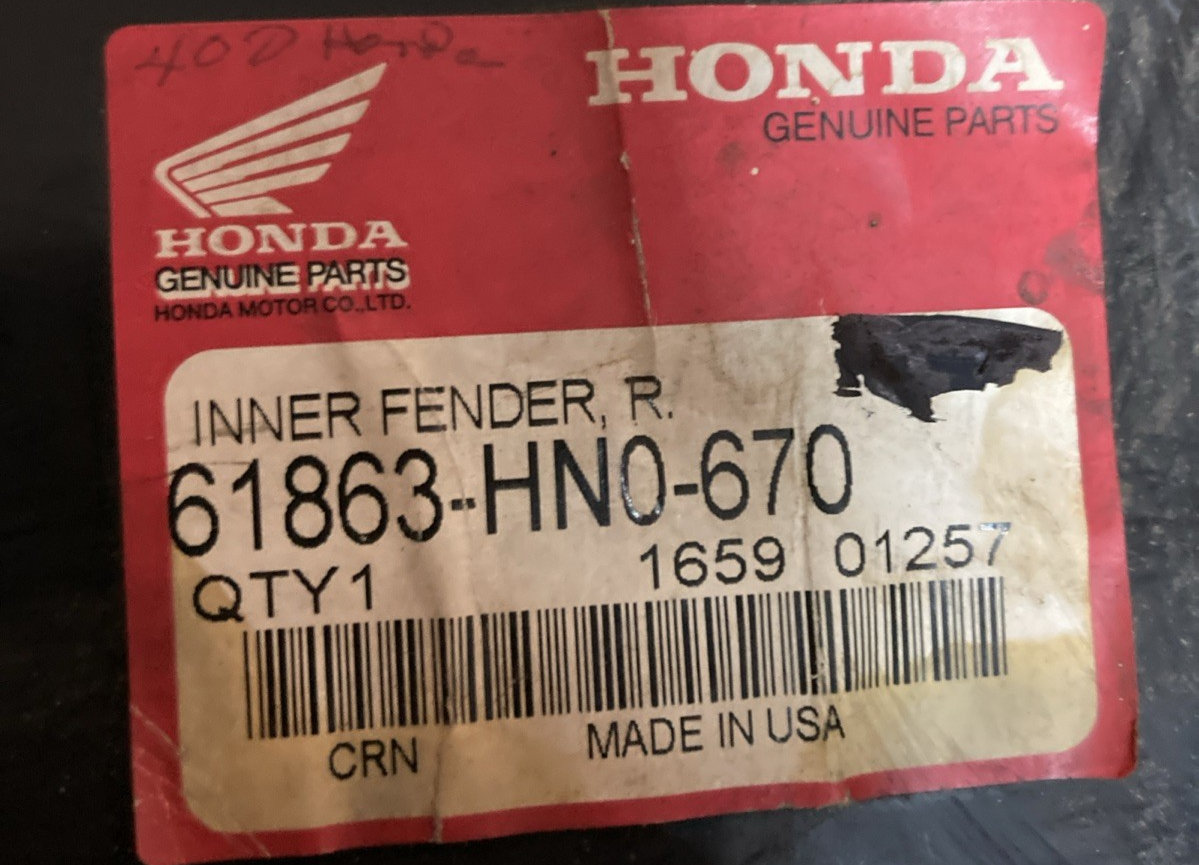 400 Honda
HONDA
GENUINE PARTS
HONDA
GENUINE PARTS
HONDA MOTOR CO.,LTD.
INNER FENDER, R.
61863-HN0-670
QTY1 1659 01257
CRN MADE IN USA